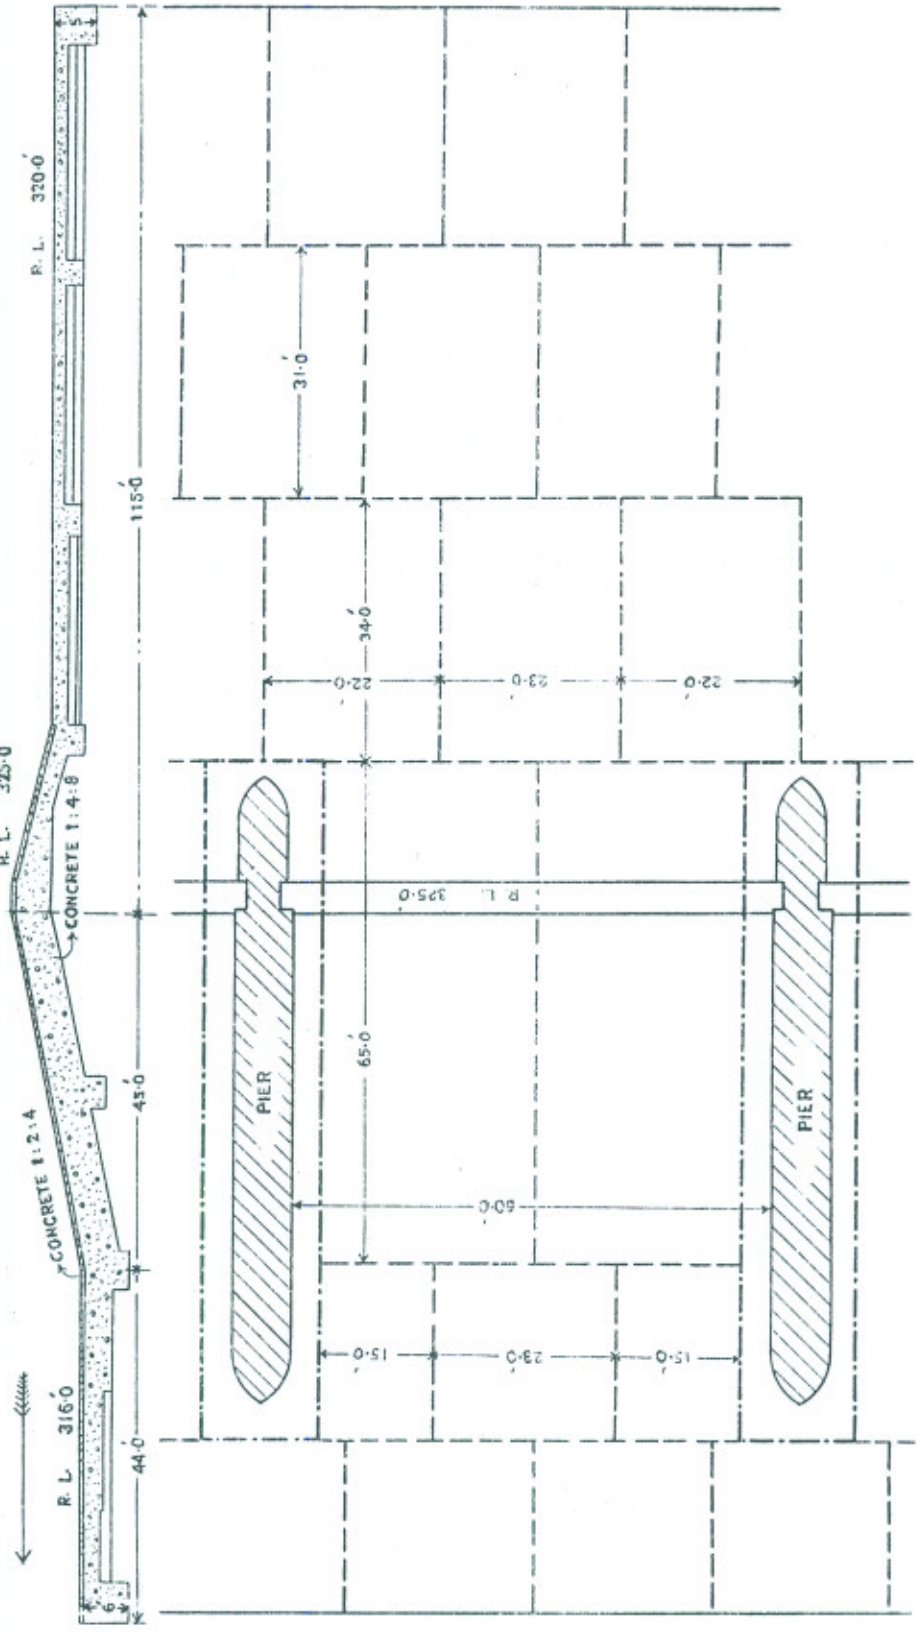 5
R. L. 320·0'
115·0'
31·0'
34·0'
22·0'
23·0'
22·0'
R. L. 325·0'
CONCRETE 1:4:8
R. L. 325·0'
CONCRETE 1:2:4
45·0'
65·0'
PIER
PIER
60·0'
15·0'
23·0'
15·0'
R. L. 316·0'
44·0'
6